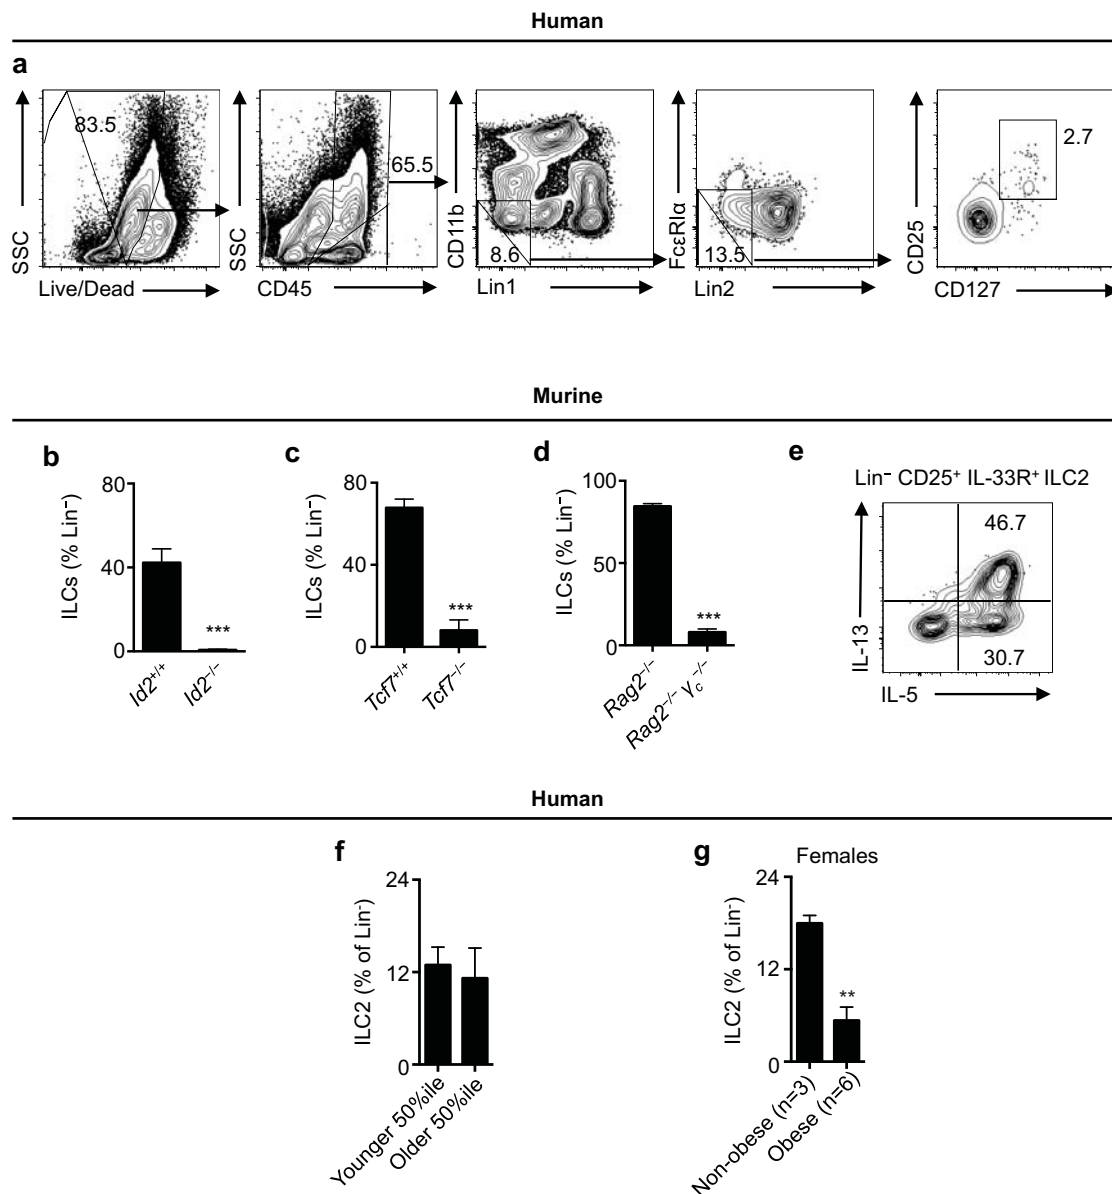 Human
a
83.5
65.5
8.6
13.5
2.7
SSC
Live/Dead
SSC
CD45
CD11b
Lin1
FcεRIα
Lin2
CD25
CD127
Murine
b
ILCs (% Lin⁻)
80
40
0
***
Id2⁺/⁺
Id2⁻/⁻
c
ILCs (% Lin⁻)
80
40
0
***
Tcf7⁺/⁺
Tcf7⁻/⁻
d
ILCs (% Lin⁻)
100
50
0
***
Rag2⁻/⁻
Rag2⁻/⁻ γc⁻/⁻
e
Lin⁻ CD25⁺ IL-33R⁺ ILC2
46.7
30.7
IL-13
IL-5
Human
f
ILC2 (% of Lin⁻)
24
12
0
Younger 50%ile
Older 50%ile
g
Females
ILC2 (% of Lin⁻)
24
12
0
**
Non-obese (n=3)
Obese (n=6)